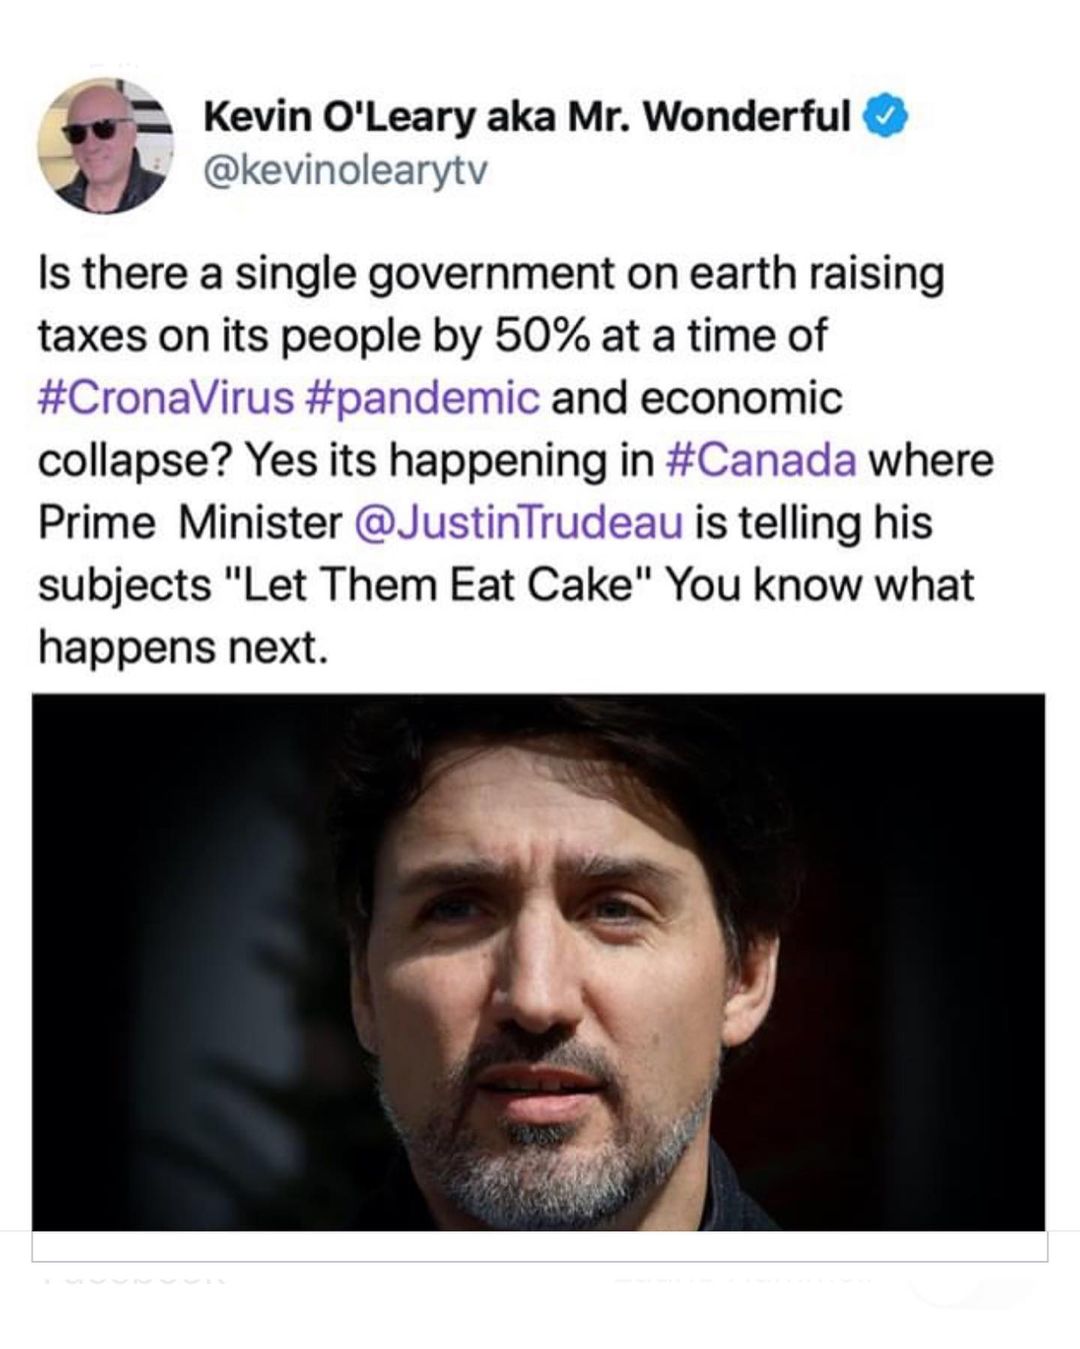 Kevin O'Leary aka Mr. Wonderful
@kevinolearytv
Is there a single government on earth raising
taxes on its people by 50% at a time of
#CronaVirus #pandemic and economic
collapse? Yes its happening in #Canada where
Prime  Minister @JustinTrudeau is telling his
subjects "Let Them Eat Cake" You know what
happens next.